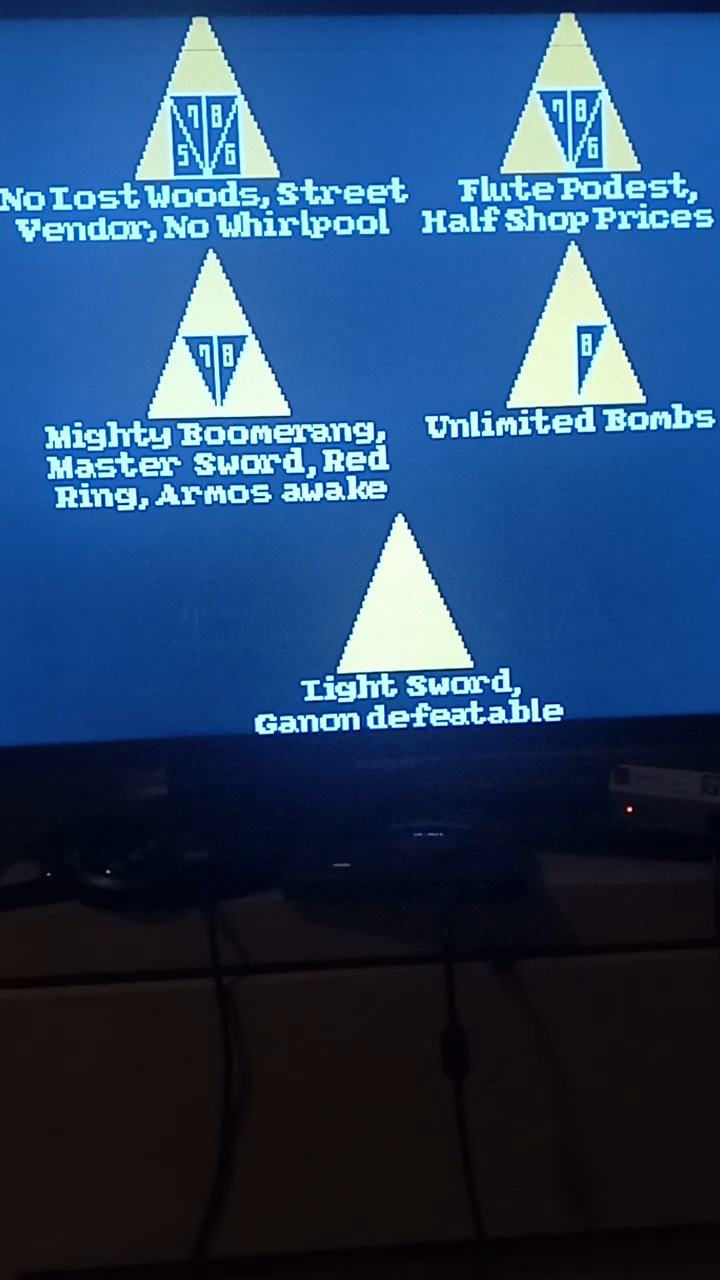 7 8 7 8
5 6 6
No Lost Woods, Street
Vendor, No Whirlpool
Flute Podest,
Half Shop Prices
7 8 8
Mighty Boomerang,
Master Sword, Red
Ring, Armos awake
Unlimited Bombs
Light Sword,
Ganon defeatable